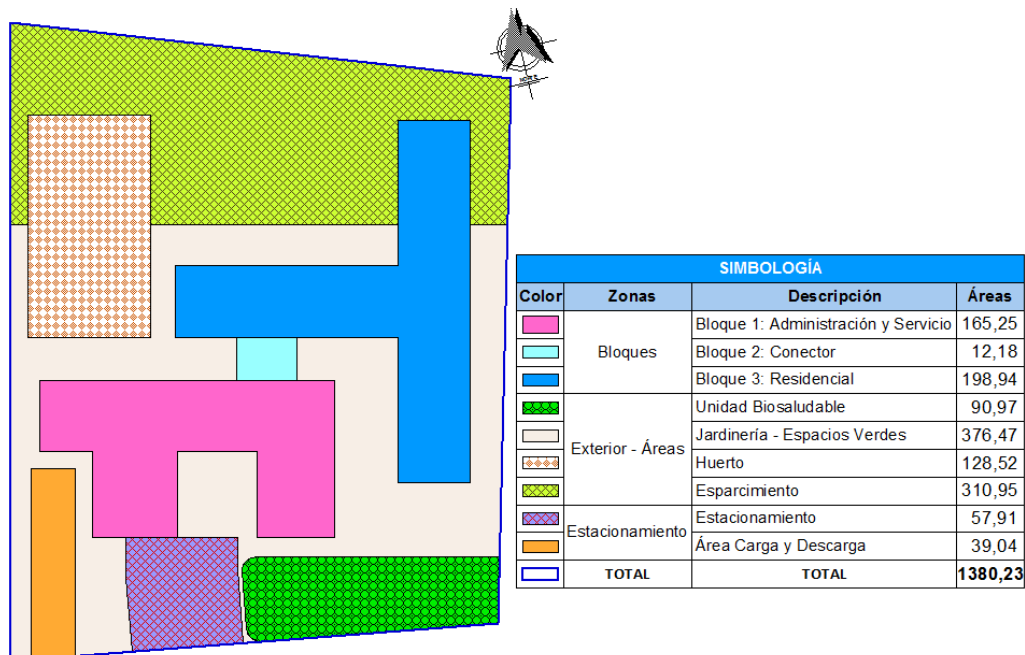 NORTE
SIMBOLOGÍA
Color Zonas Descripción Áreas
Bloques
Bloque 1: Administración y Servicio 165,25
Bloque 2: Conector 12,18
Bloque 3: Residencial 198,94
Exterior - Áreas
Unidad Biosaludable 90,97
Jardinería - Espacios Verdes 376,47
Huerto 128,52
Esparcimiento 310,95
Estacionamiento
Estacionamiento 57,91
Área Carga y Descarga 39,04
TOTAL TOTAL 1380,23